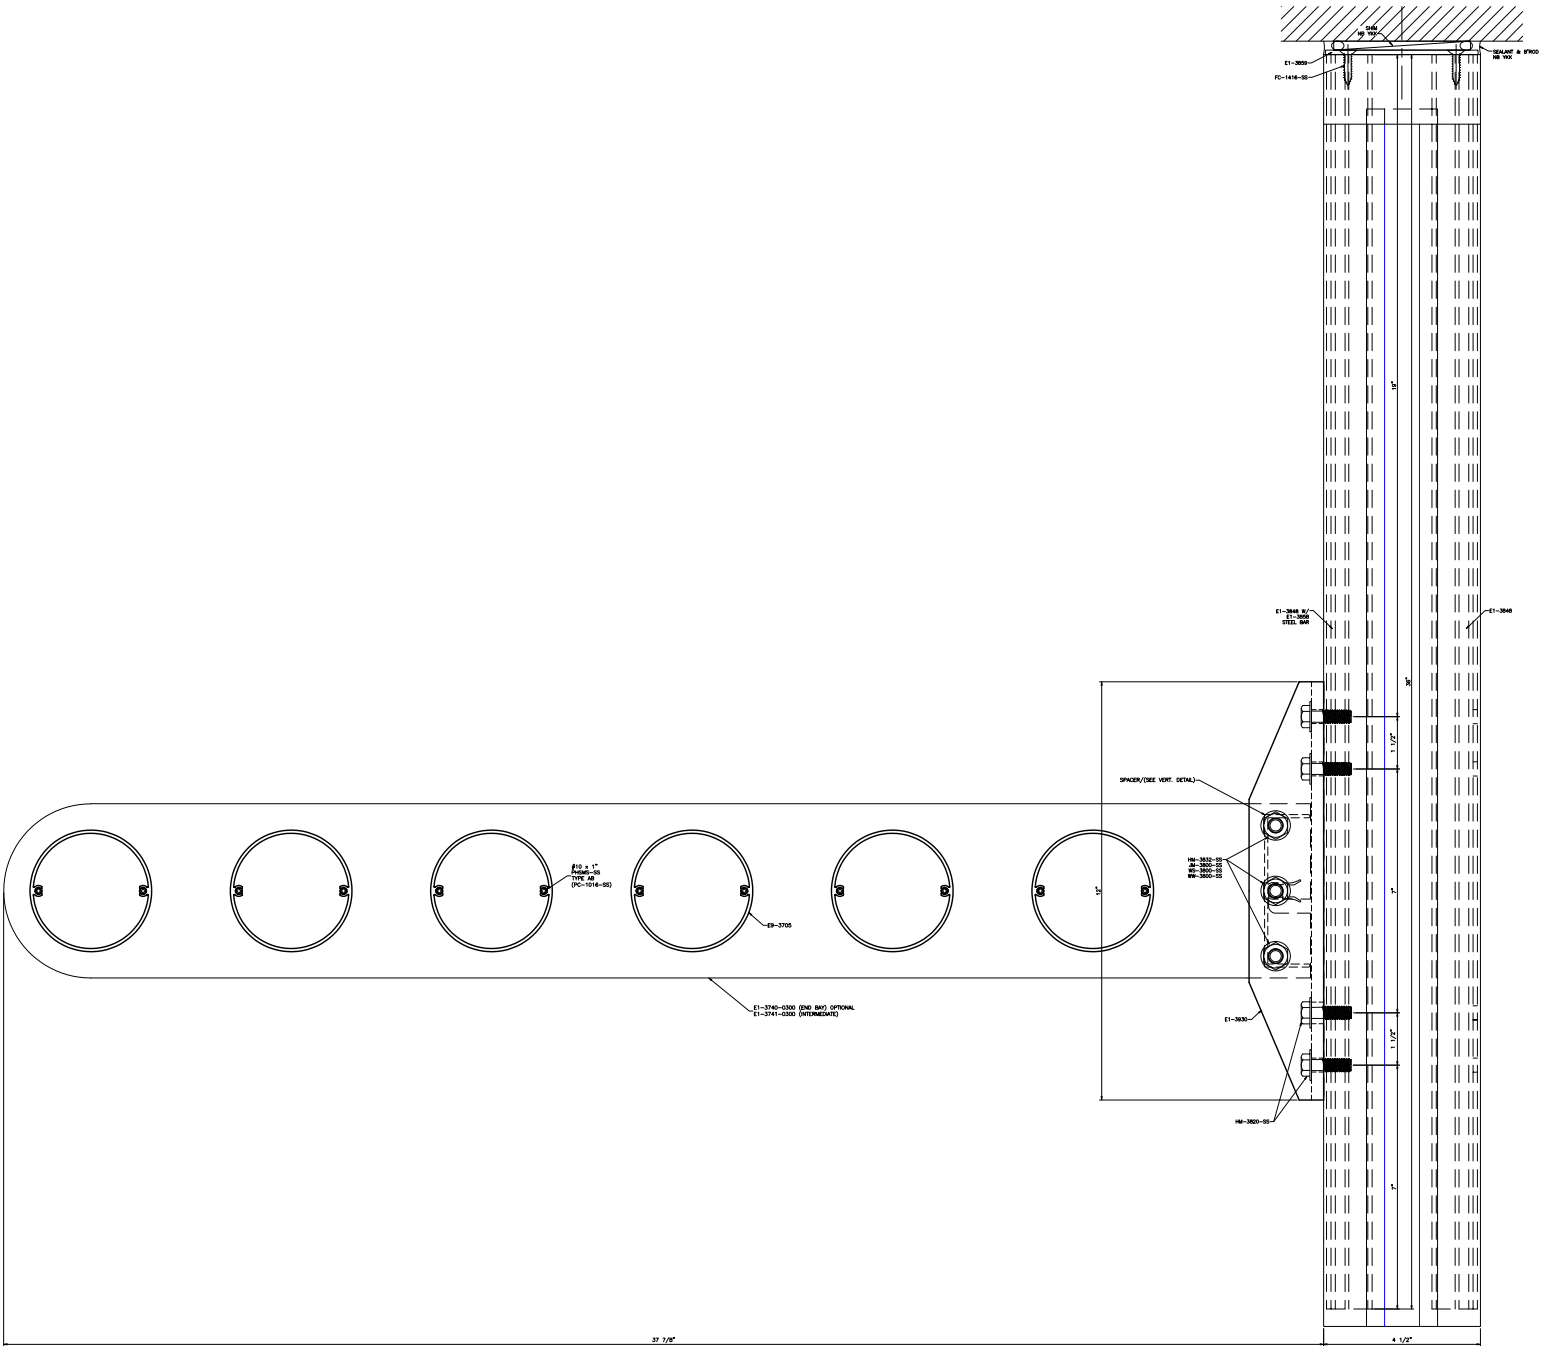 SHIM
NB YKK
SEALANT & B'ROD
NB YKK
E1-3859
FC-1416-SS
19"
E1-3848 W/
E1-3858
STEEL BAR
E1-3848
36"
1 1/2"
SPACER/(SEE VERT. DETAIL)
HM-3832-SS
JM-3800-SS
WS-3800-SS
WW-3800-SS
#10 x 1"
PHSMS-SS
TYPE AB
(PC-1016-SS)
12"
7"
E9-3705
E1-3740-0300 (END BAY) OPTIONAL
E1-3741-0300 (INTERMEDIATE)
E1-3930
1 1/2"
HM-3820-SS
7"
37 7/8"
4 1/2"